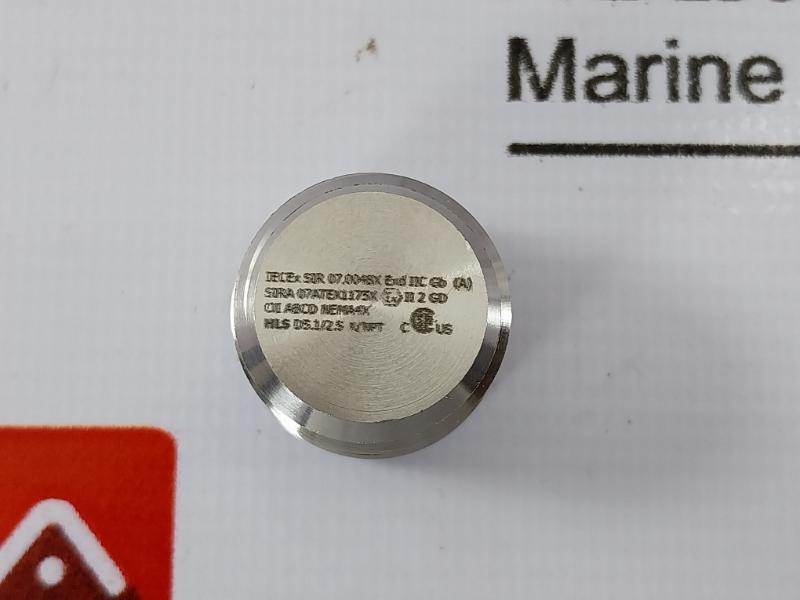 Marine
IECEx SIR 07.0048X Exd IIC Gb (A)
SIRA 07ATEX1175X Ex II 2 GD
CII ABCD NEMA4X
HLS D5.1/2.5 NPT C US